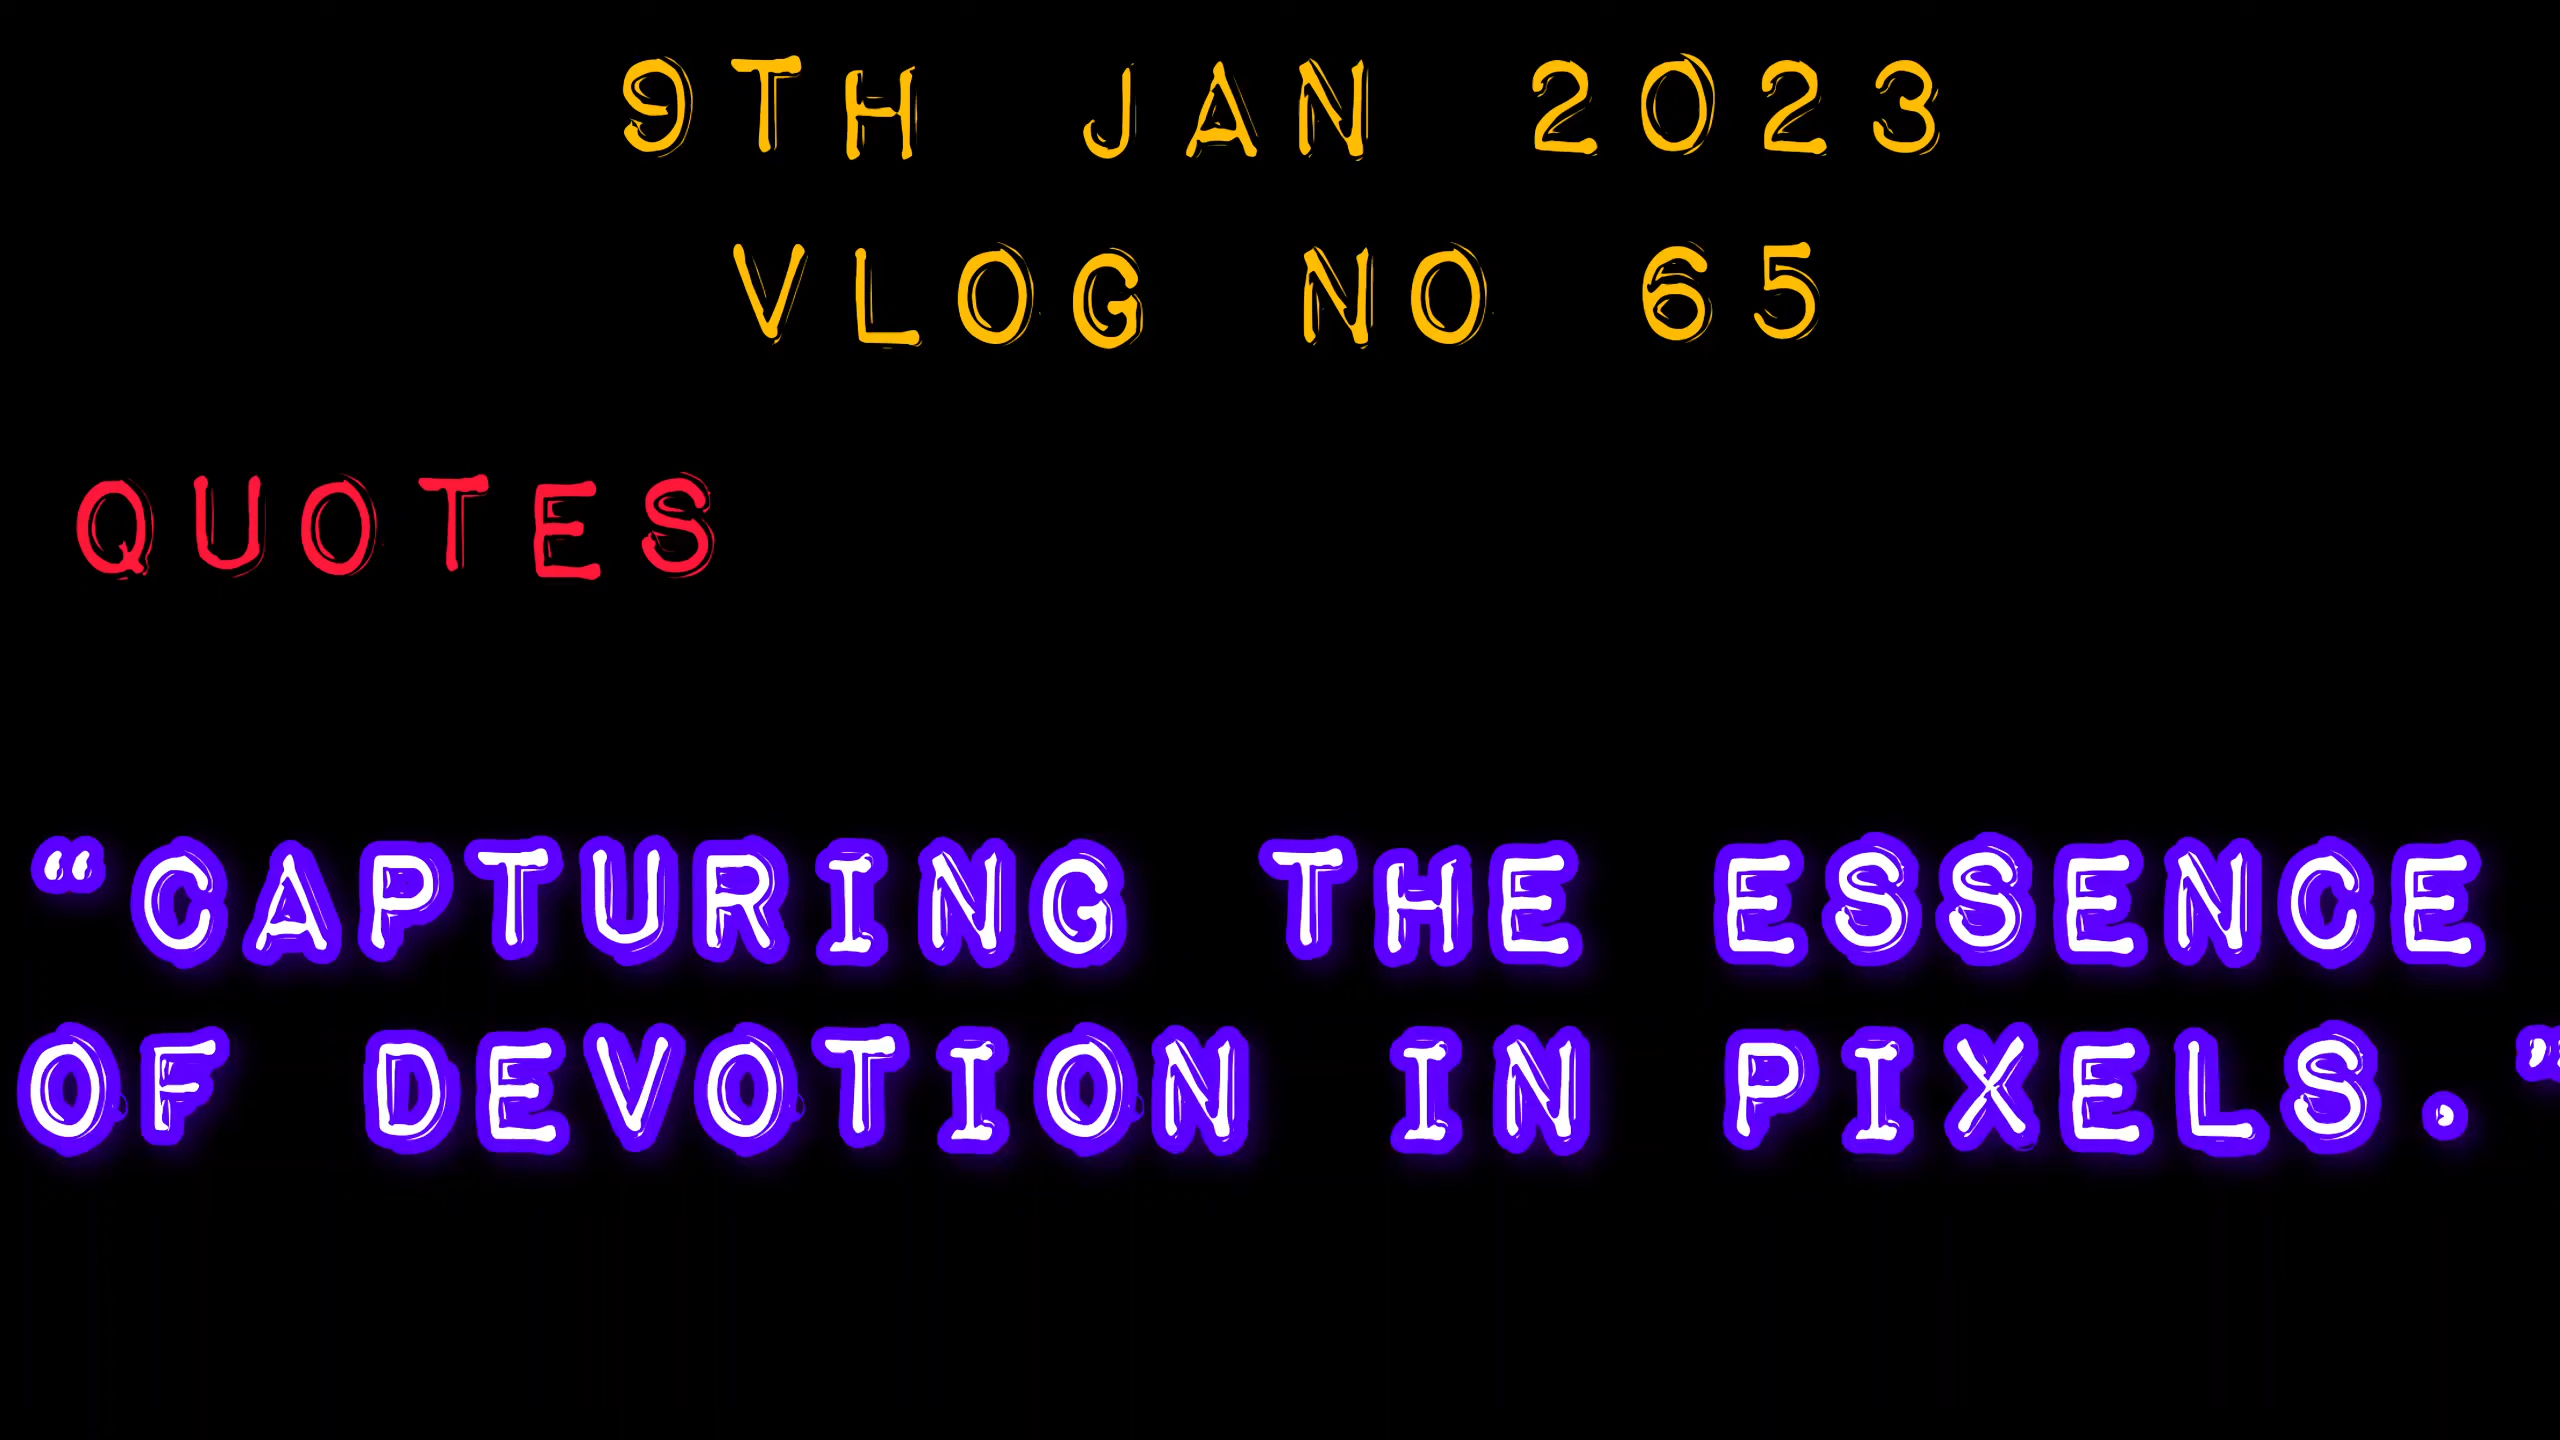 9TH JAN 2023
VLOG NO 65
QUOTES
“CAPTURING THE ESSENCE
OF DEVOTION IN PIXELS.”